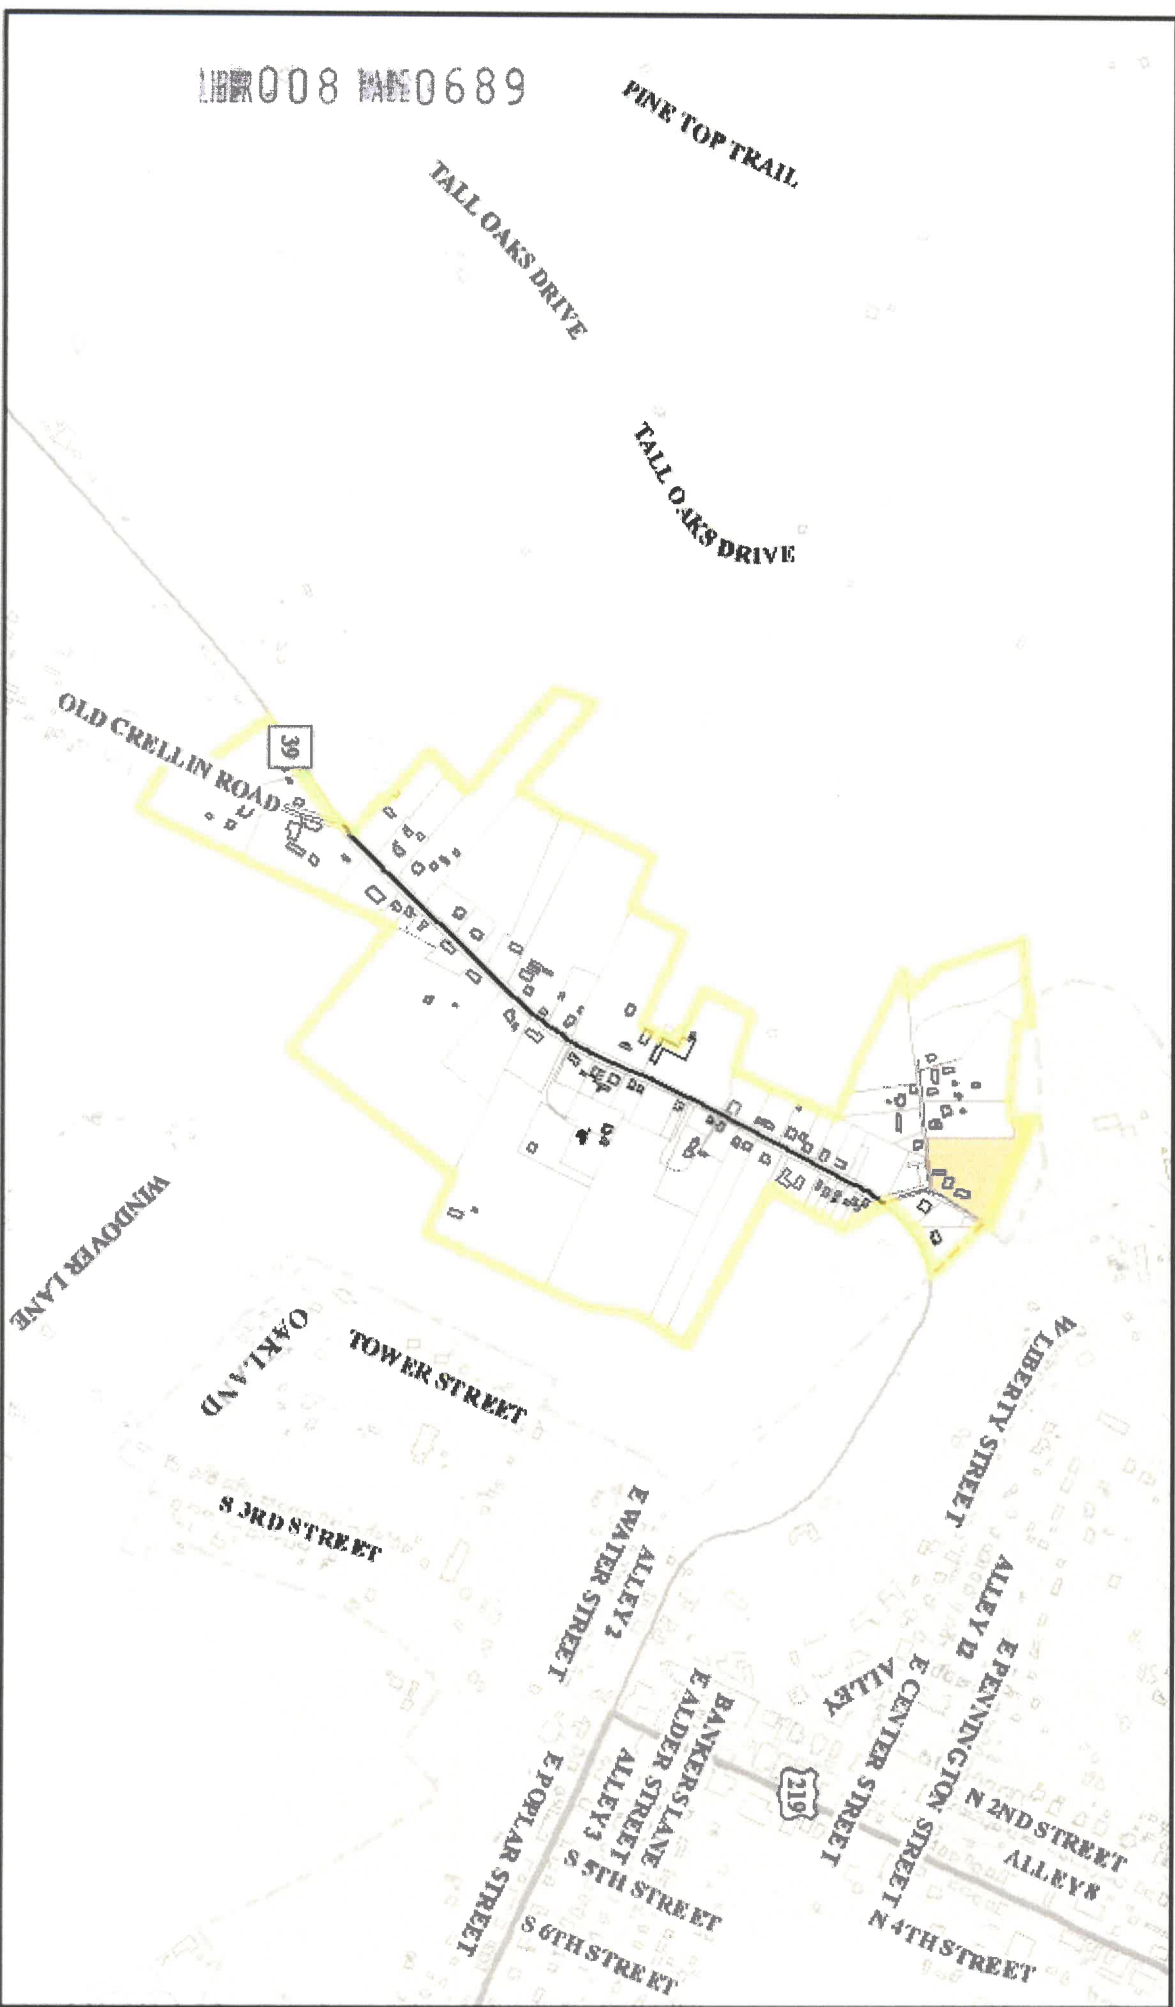 LIBER008 PAGE0689
PINE TOP TRAIL
TALL OAKS DRIVE
TALL OAKS DRIVE
OLD CRELLIN ROAD
39
WINDOVER LANE
OAKLAND
TOWER STREET
S 3RD STREET
W LIBERTY STREET
E WATER STREET
ALLEY 2
ALLEY 12
E PENNINGTON STREET
E CENTER STREET
ALLEY
BANKERS LANE
E ALDER STREET
ALLEY 3
219
N 2ND STREET
ALLEY 8
N 4TH STREET
S 5TH STREET
S 6TH STREET
E POPLAR STREET